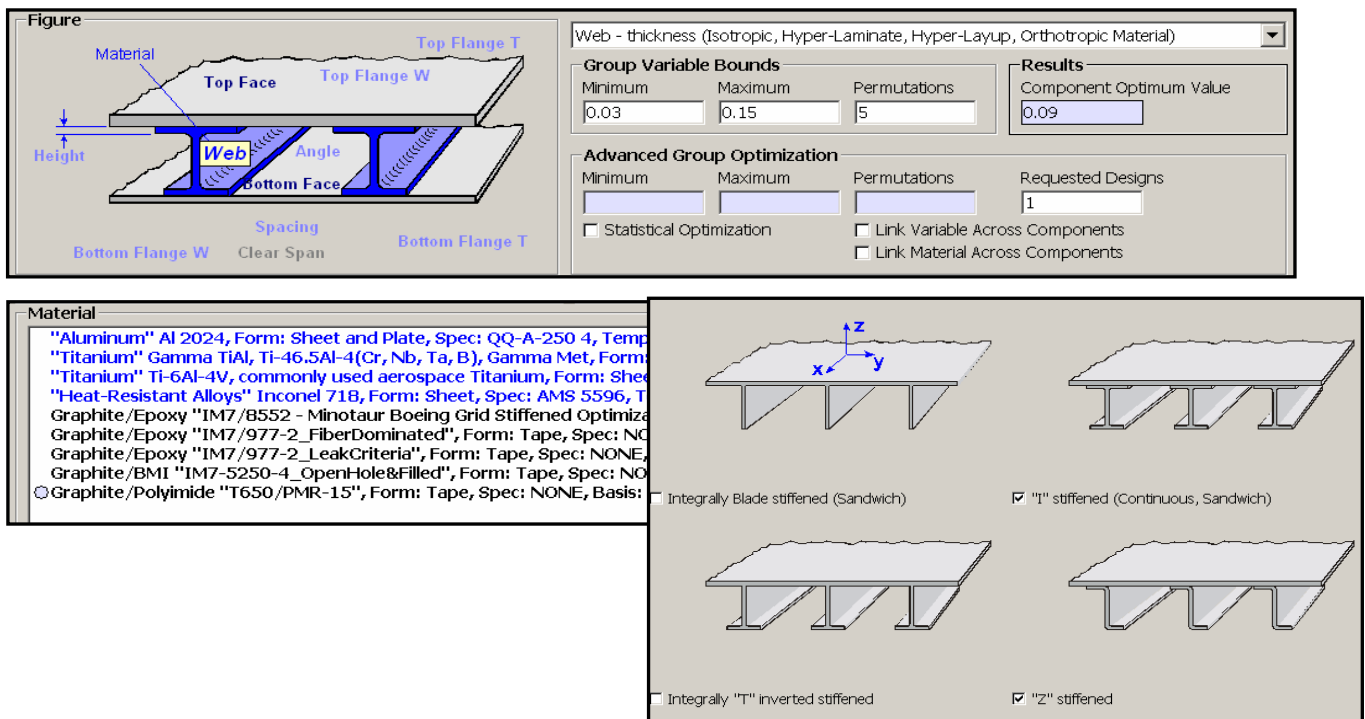 Figure
Material
Top Flange T
Top Face
Top Flange W
Height
Web
Angle
Bottom Face
Spacing
Bottom Flange W
Clear Span
Bottom Flange T
Web - thickness (Isotropic, Hyper-Laminate, Hyper-Layup, Orthotropic Material)
Group Variable Bounds
Minimum Maximum Permutations
0.03 0.15 5
Results
Component Optimum Value
0.09
Advanced Group Optimization
Minimum Maximum Permutations Requested Designs
1
Statistical Optimization
Link Variable Across Components
Link Material Across Components
Material
"Aluminum" Al 2024, Form: Sheet and Plate, Spec: QQ-A-250 4, Temp
"Titanium" Gamma TiAl, Ti-46.5Al-4(Cr, Nb, Ta, B), Gamma Met, Form:
"Titanium" Ti-6Al-4V, commonly used aerospace Titanium, Form: Shee
"Heat-Resistant Alloys" Inconel 718, Form: Sheet, Spec: AMS 5596, T
Graphite/Epoxy "IM7/8552 - Minotaur Boeing Grid Stiffened Optimiza
Graphite/Epoxy "IM7/977-2_FiberDominated", Form: Tape, Spec: NO
Graphite/Epoxy "IM7/977-2_LeakCriteria", Form: Tape, Spec: NONE,
Graphite/BMI "IM7-5250-4_OpenHole&Filled", Form: Tape, Spec: NO
Graphite/Polyimide "T650/PMR-15", Form: Tape, Spec: NONE, Basis:
z
x
y
Integrally Blade stiffened (Sandwich)
"I" stiffened (Continuous, Sandwich)
Integrally "T" inverted stiffened
"Z" stiffened